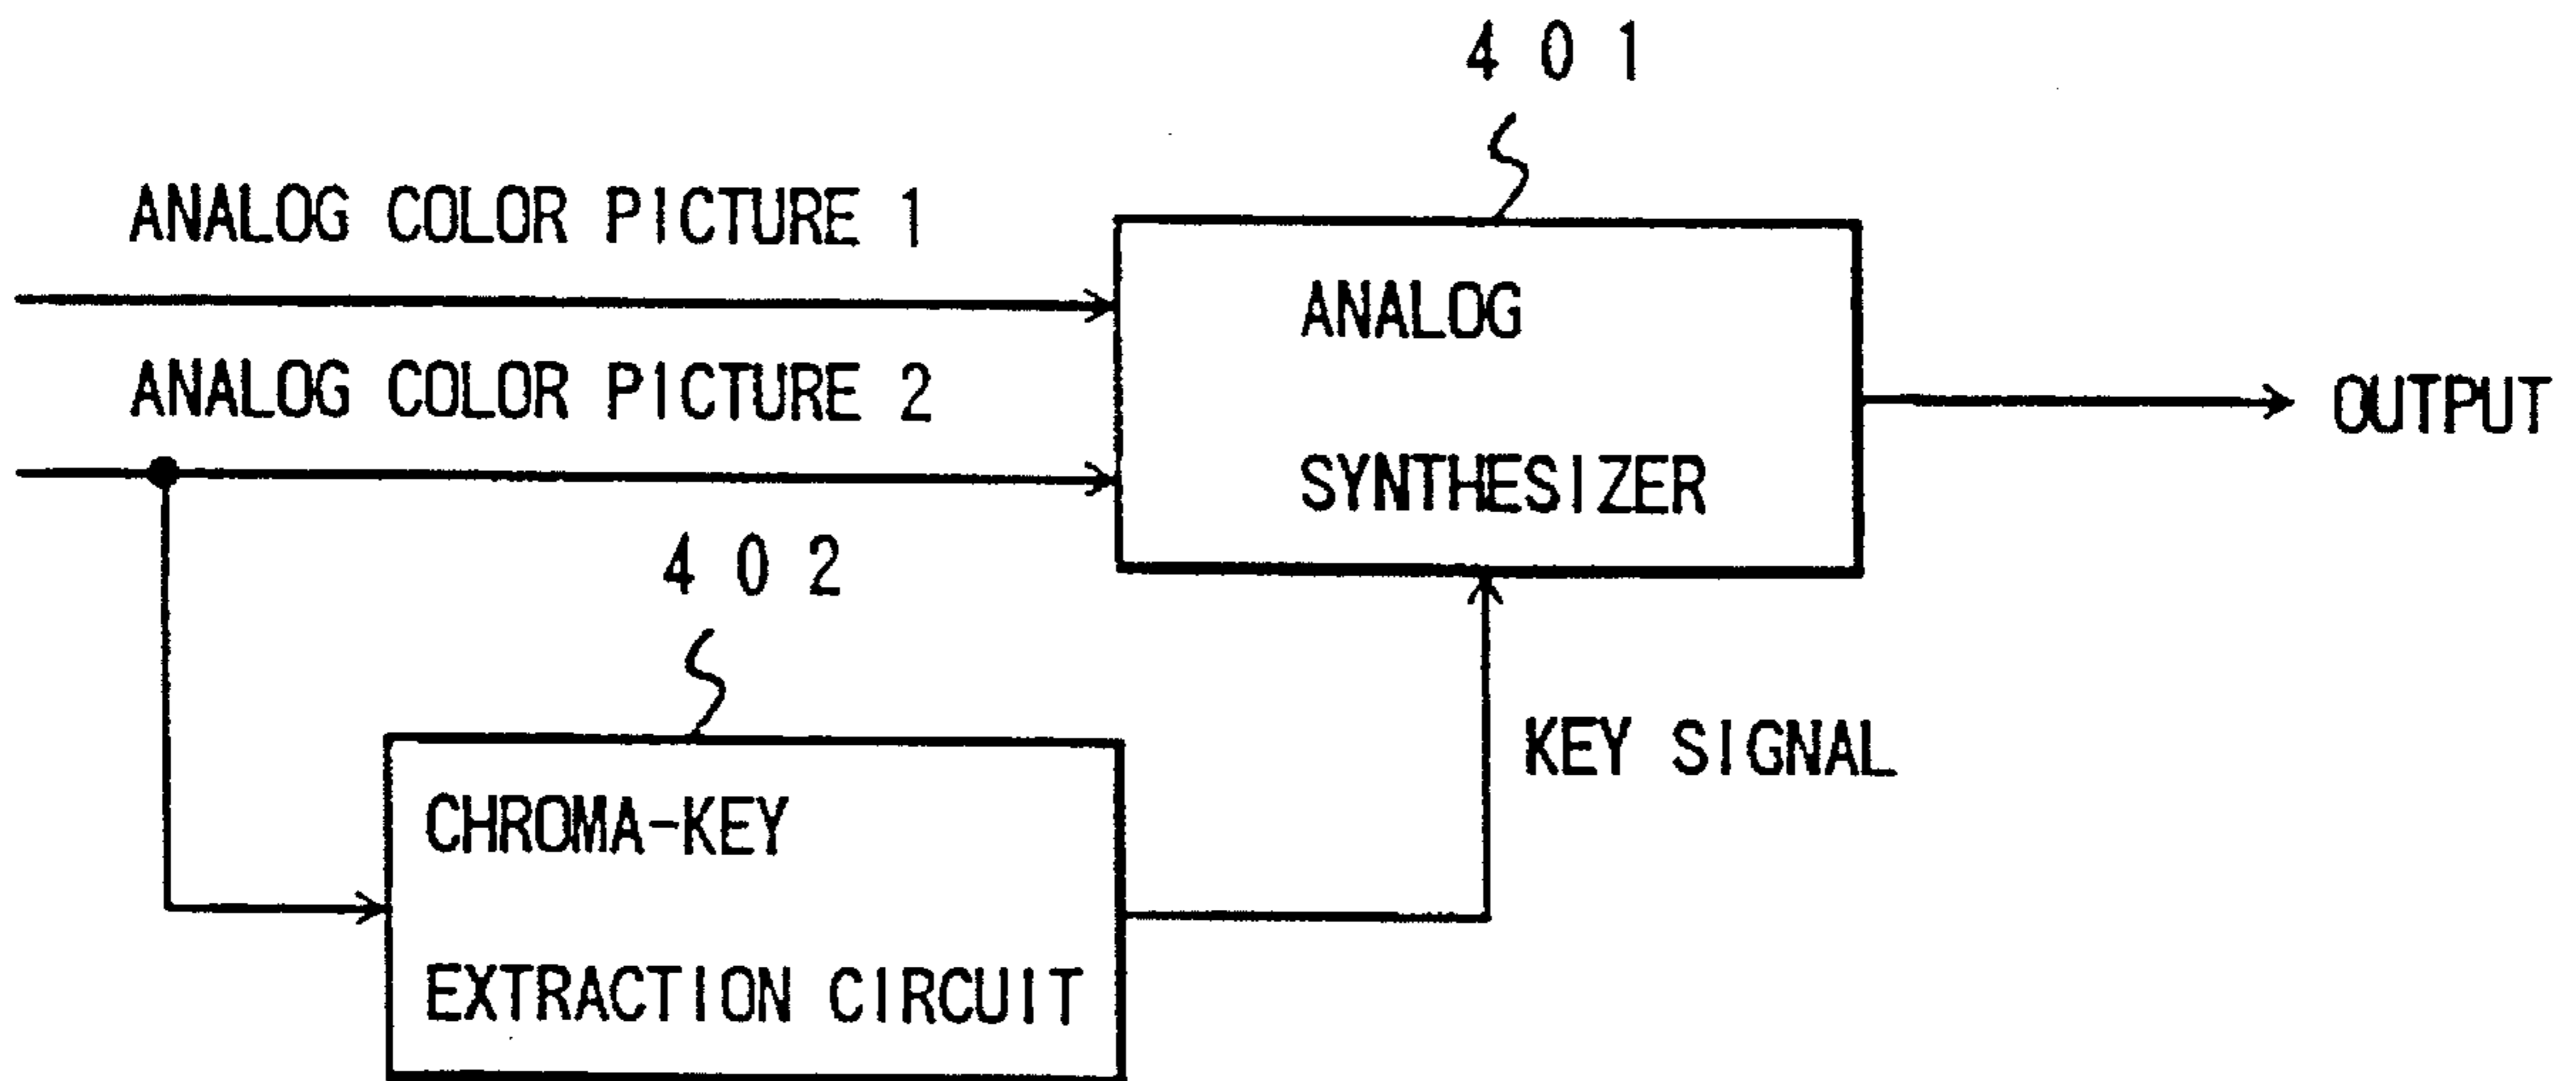 4 0 1
ANALOG COLOR PICTURE 1
ANALOG
SYNTHESIZER
ANALOG COLOR PICTURE 2
OUTPUT
4 0 2
KEY SIGNAL
CHROMA-KEY
EXTRACTION CIRCUIT